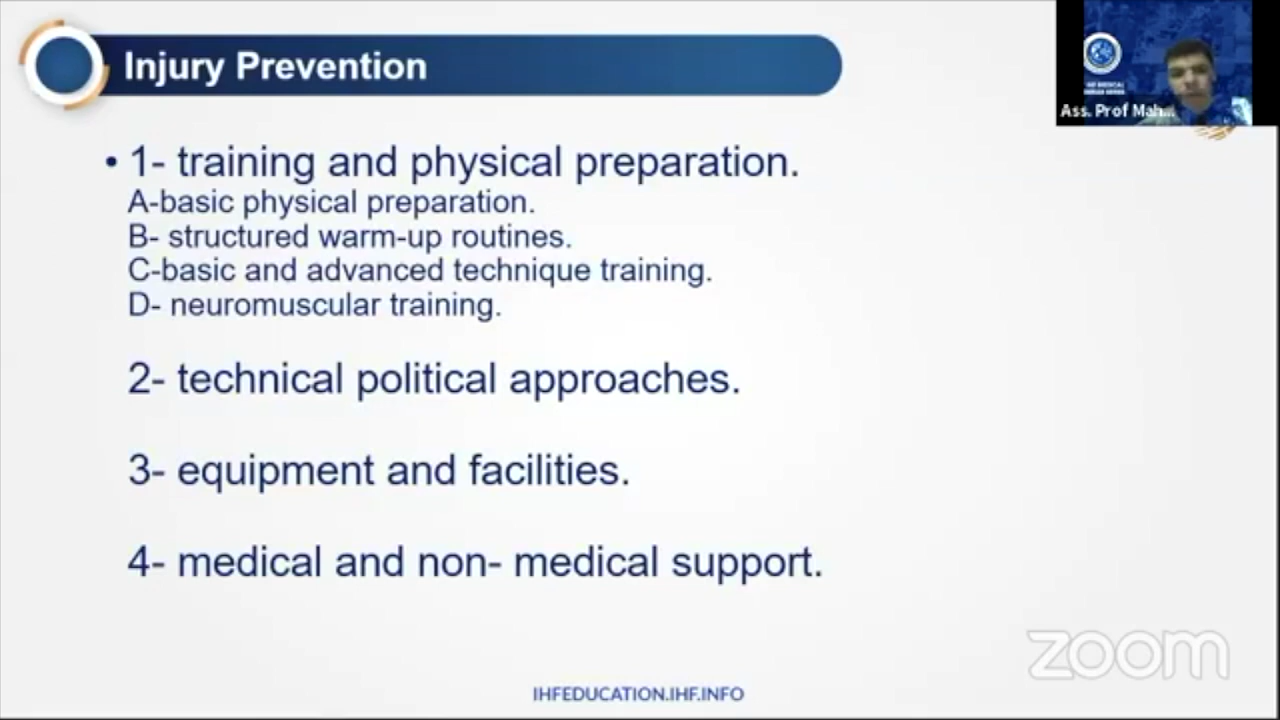 Injury Prevention
Ass. Prof Mah...
• 1- training and physical preparation.
A-basic physical preparation.
B- structured warm-up routines.
C-basic and advanced technique training.
D- neuromuscular training.
2- technical political approaches.
3- equipment and facilities.
4- medical and non- medical support.
zoom
IHFEDUCATION.IHF.INFO